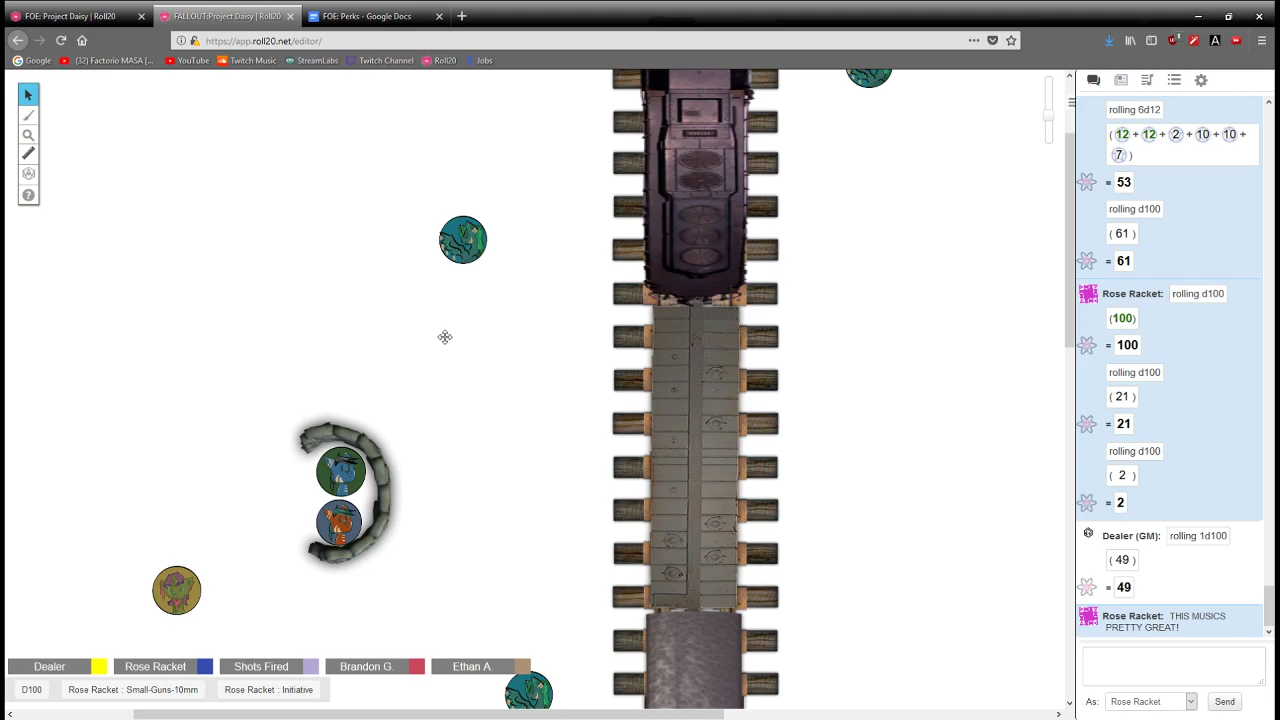 FOE: Project Daisy | Roll20
FALLOUT:Project Daisy | Roll20
FOE: Perks - Google Docs
https://app.roll20.net/editor/
Google
(32) Factorio MAS4 [...
YouTube
Twitch Music
StreamLabs
Twitch Channel
Roll20
Jobs
rolling 6d12
( 12 + 12 + 2 + 10 + 10 +
7 )
= 53
rolling d100
( 61 )
= 61
Rose Racket: rolling d100
(100)
= 100
rolling d100
( 21 )
= 21
rolling d100
( 2 )
= 2
Dealer (GM): rolling 1d100
( 49 )
= 49
Rose Racket: THIS MUSICS
PRETTY GREAT!
Dealer
Rose Racket
Shots Fired
Brandon G.
Ethan A.
D100
Rose Racket : Small-Guns-10mm
Rose Racket : Initiative
As: Rose Racket
Send